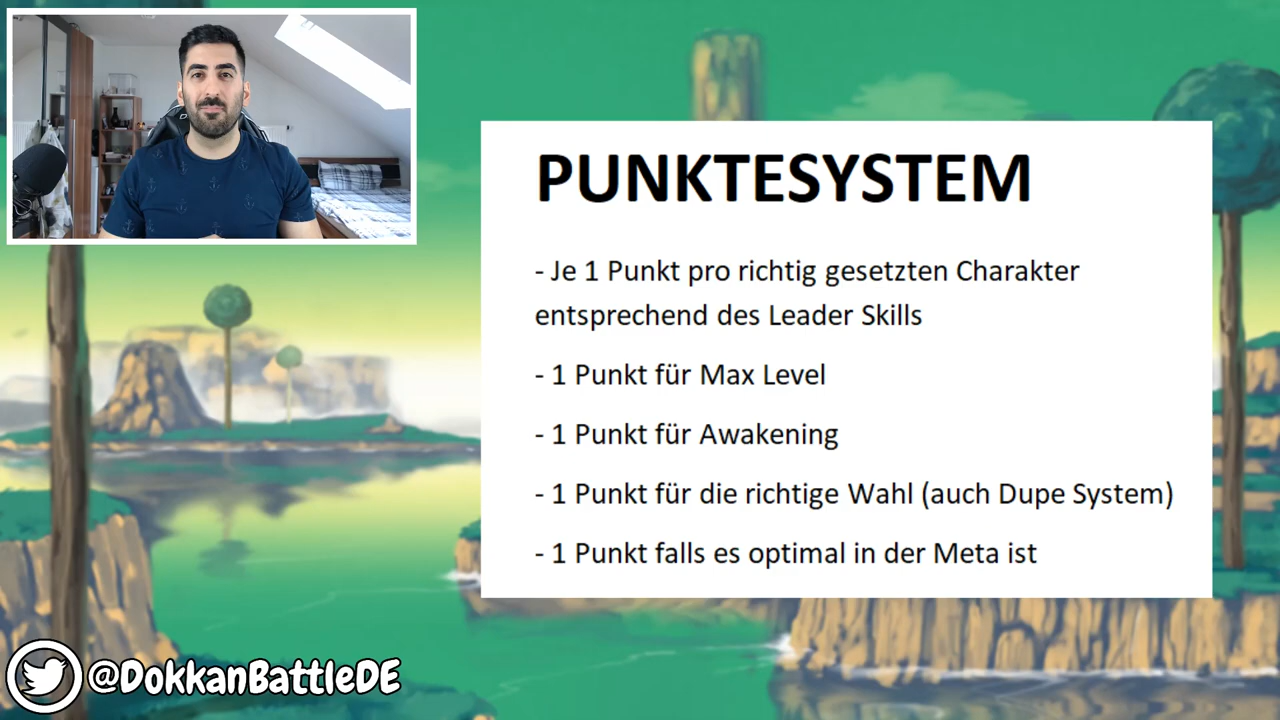 PUNKTESYSTEM
- Je 1 Punkt pro richtig gesetzten Charakter
entsprechend des Leader Skills
- 1 Punkt für Max Level
- 1 Punkt für Awakening
- 1 Punkt für die richtige Wahl (auch Dupe System)
- 1 Punkt falls es optimal in der Meta ist
@DokkanBattleDE